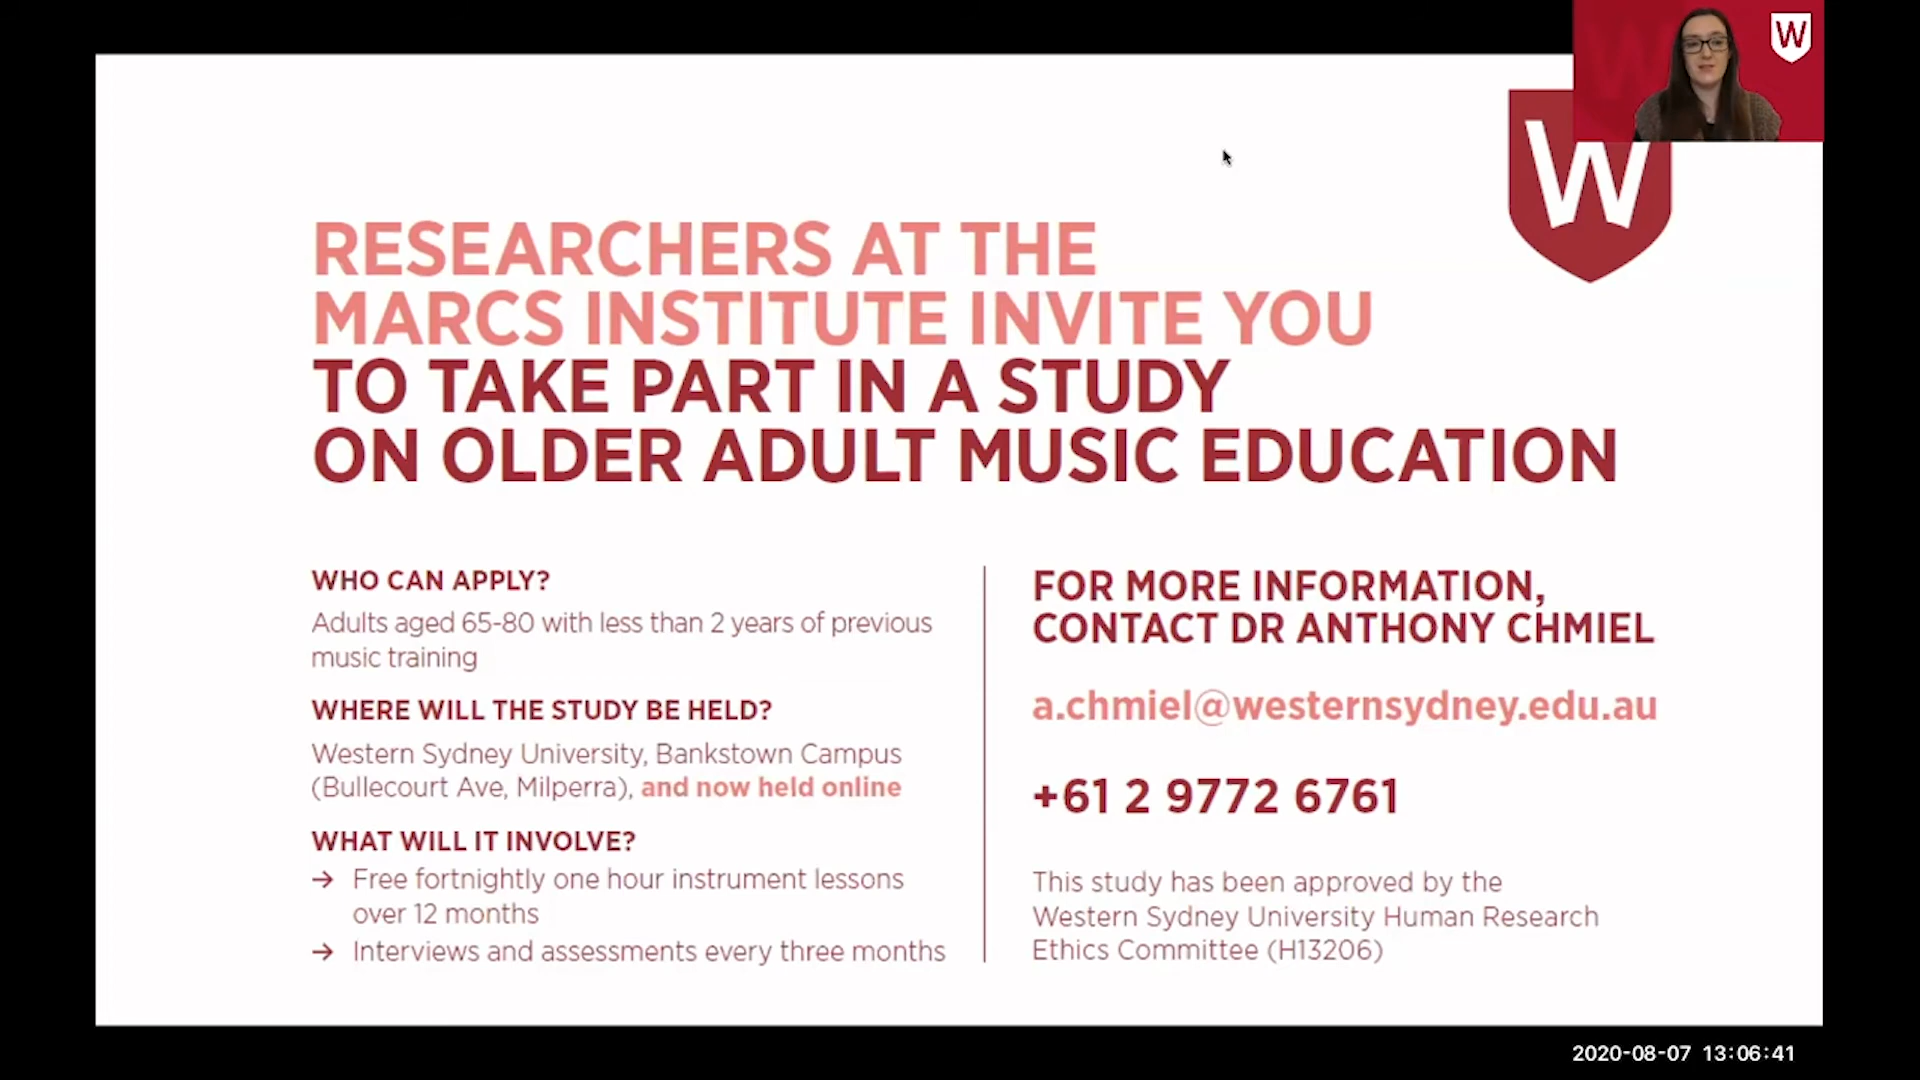 W
W
RESEARCHERS AT THE
MARCS INSTITUTE INVITE YOU
TO TAKE PART IN A STUDY
ON OLDER ADULT MUSIC EDUCATION
WHO CAN APPLY?
Adults aged 65-80 with less than 2 years of previous
music training
WHERE WILL THE STUDY BE HELD?
Western Sydney University, Bankstown Campus
(Bullecourt Ave, Milperra), and now held online
WHAT WILL IT INVOLVE?
→ Free fortnightly one hour instrument lessons
over 12 months
→ Interviews and assessments every three months
FOR MORE INFORMATION,
CONTACT DR ANTHONY CHMIEL
a.chmiel@westernsydney.edu.au
+61 2 9772 6761
This study has been approved by the
Western Sydney University Human Research
Ethics Committee (H13206)
2020-08-07 13:06:41